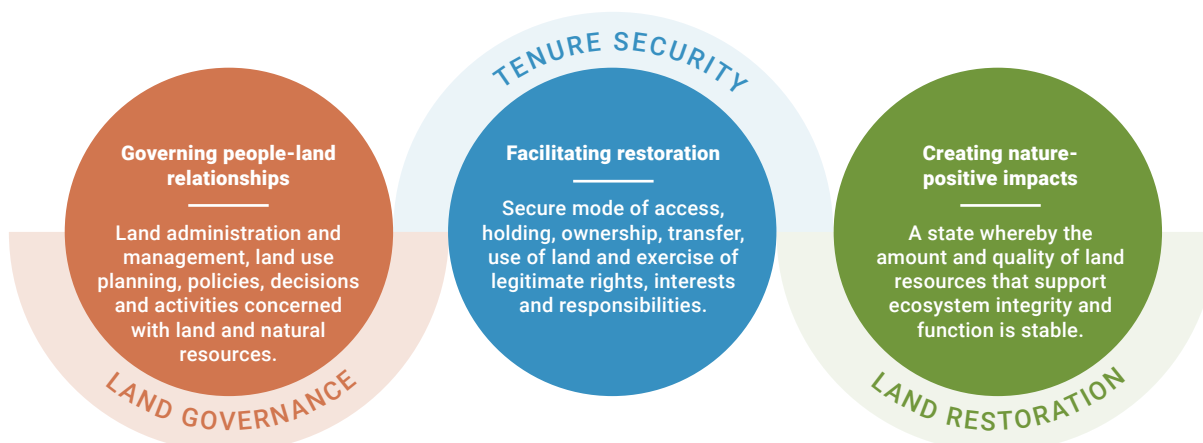 TENURE SECURITY
Governing people-land
relationships
Land administration and
management, land use
planning, policies, decisions
and activities concerned
with land and natural
resources.
LAND GOVERNANCE
Facilitating restoration
Secure mode of access,
holding, ownership, transfer,
use of land and exercise of
legitimate rights, interests
and responsibilities.
Creating nature-
positive impacts
A state whereby the
amount and quality of land
resources that support
ecosystem integrity and
function is stable.
LAND RESTORATION